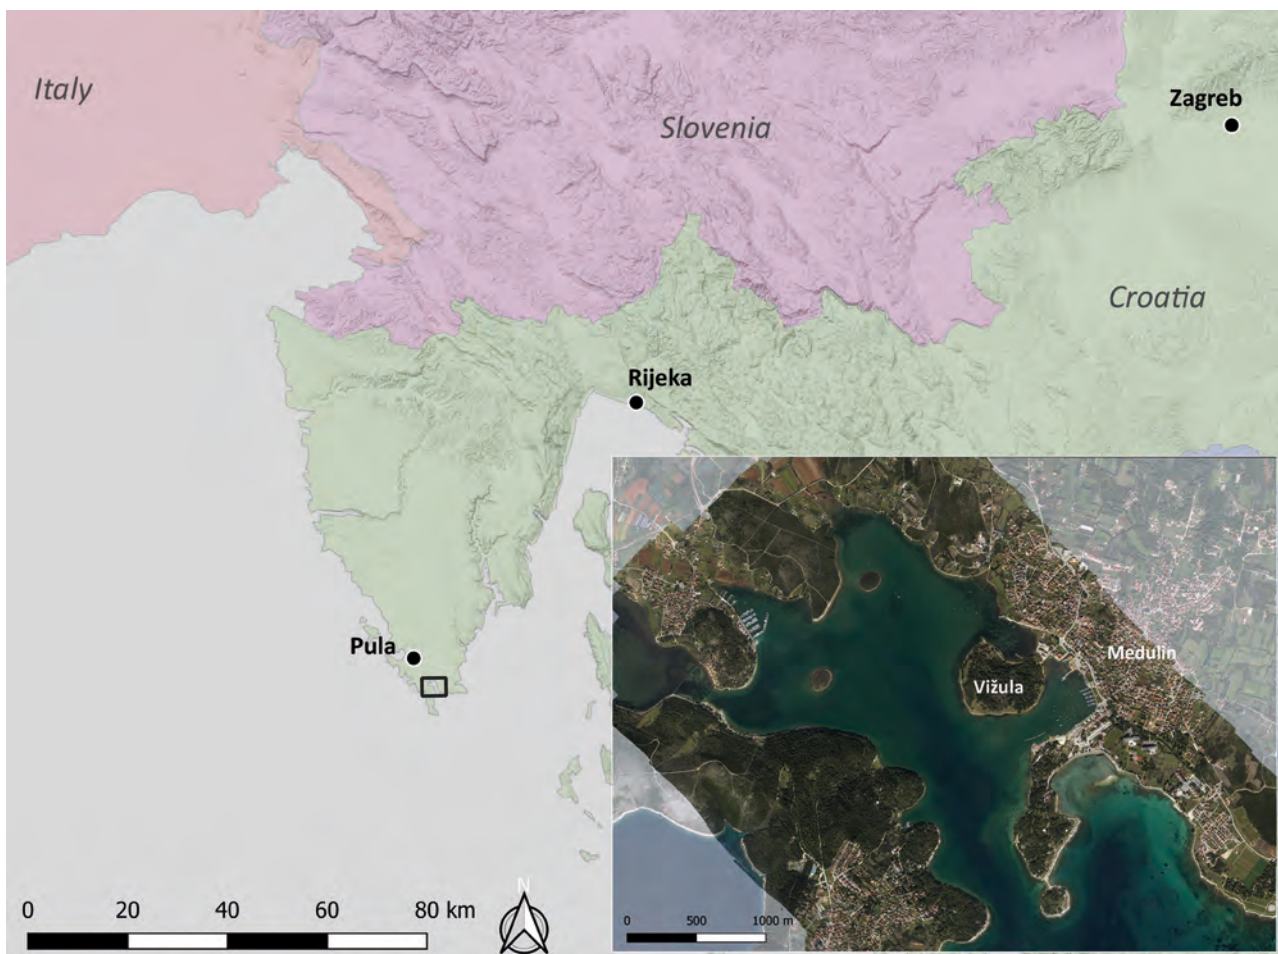 Italy
Slovenia
Zagreb
Croatia
Rijeka
Pula
Medulin
Vižula
N
0 20 40 60 80 km
0 500 1000 m